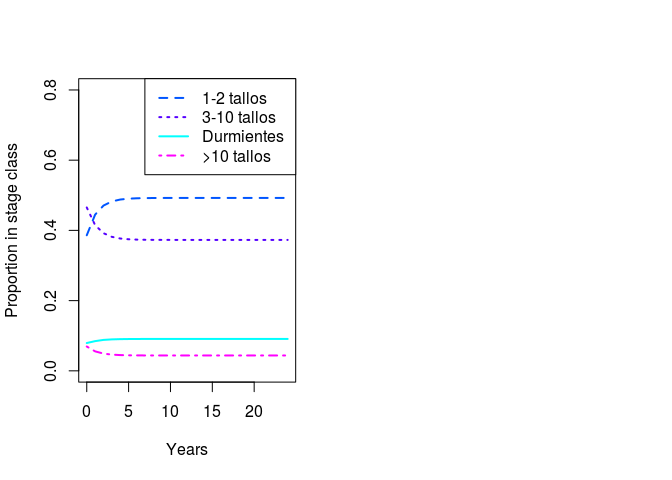 Proportion in stage class
0.8
0.6
0.4
0.2
0.0
1-2 tallos
3-10 tallos
Durmientes
>10 tallos
0 5 10 15 20
Years